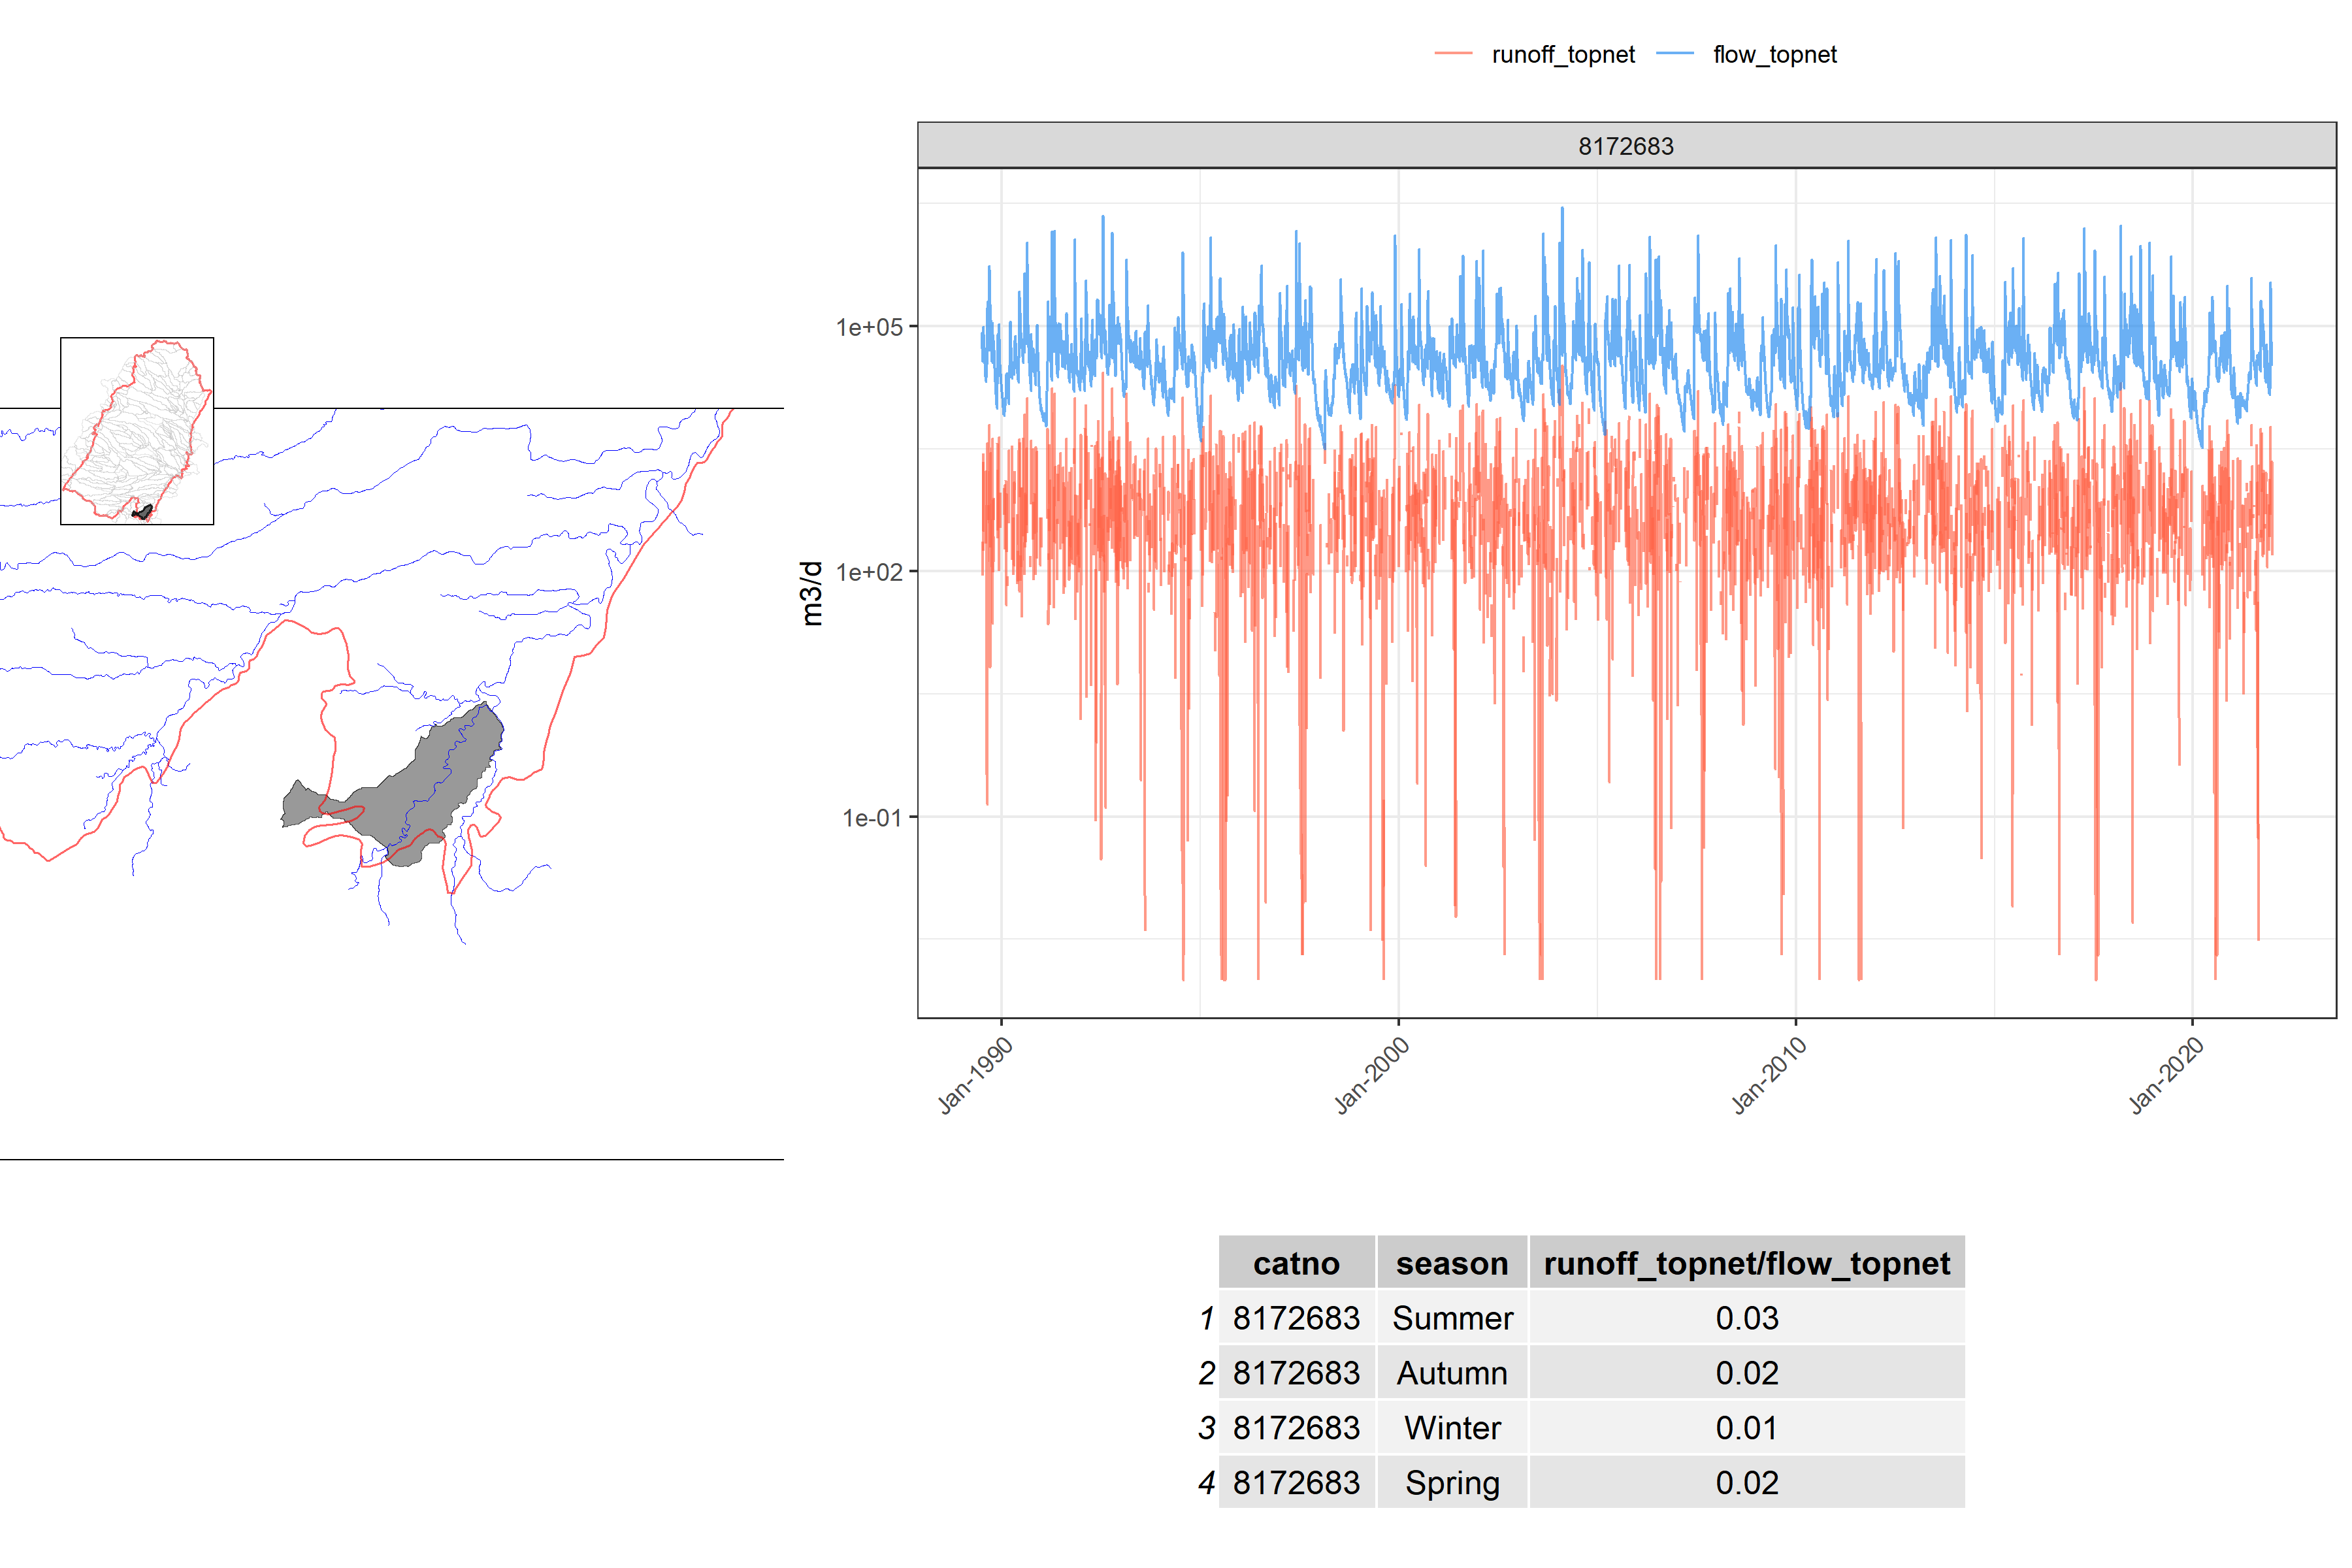 runoff_topnet flow_topnet
8172683
1e+05
1e+02
1e-01
m3/d
Jan-1990 Jan-2000 Jan-2010 Jan-2020
catno season runoff_topnet/flow_topnet
1 8172683 Summer 0.03
2 8172683 Autumn 0.02
3 8172683 Winter 0.01
4 8172683 Spring 0.02